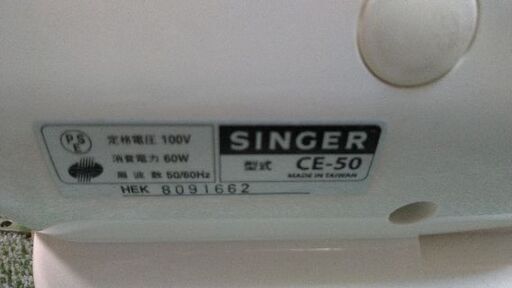 PSE
定格電圧 100V
消費電力 60W
周波数 50/60Hz
SINGER
型式 CE-50
MADE IN TAIWAN
HEK 8091662